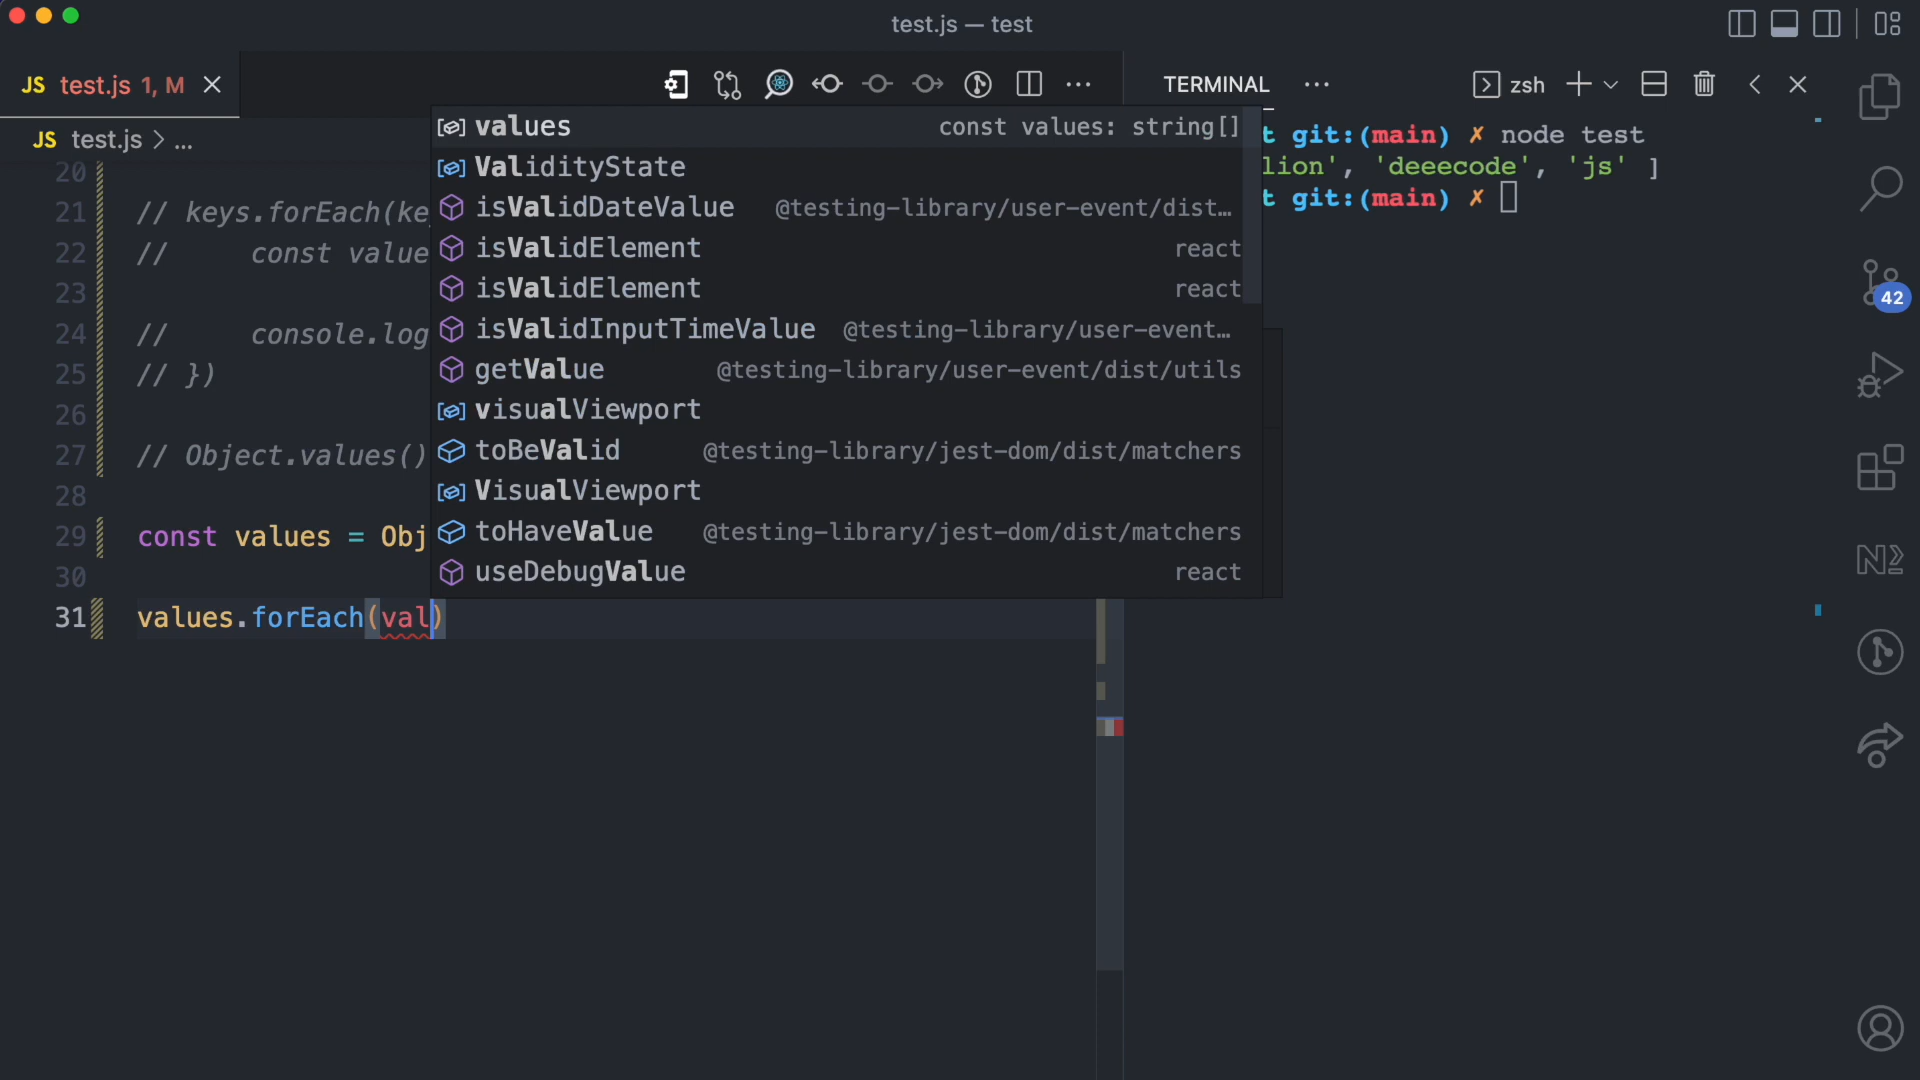 test.js — test
JS test.js 1, M
TERMINAL
zsh
JS test.js > ...
values const values: string[]
ValidityState
isValidDateValue @testing-library/user-event/dist…
isValidElement react
isValidElement react
isValidInputTimeValue @testing-library/user-event…
getValue @testing-library/user-event/dist/utils
visualViewport
toBeValid @testing-library/jest-dom/dist/matchers
VisualViewport
toHaveValue @testing-library/jest-dom/dist/matchers
useDebugValue react
20
21 // keys.forEach(ke
22 // const value
23
24 // console.log
25 // })
26
27 // Object.values()
28
29 const values = Obj
30
31 values.forEach(val)
t git:(main) ✗ node test
lion', 'deeecode', 'js' ]
t git:(main) ✗
42